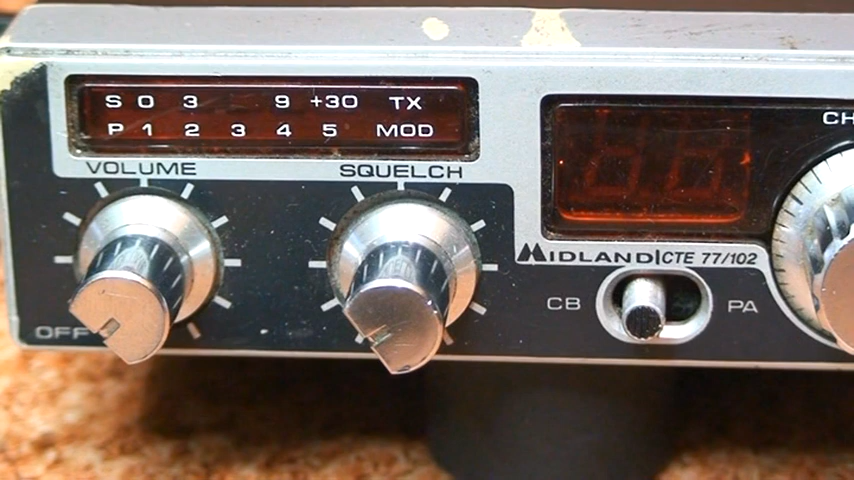 S 0 3 9 +30 TX
P 1 2 3 4 5 MOD
VOLUME SQUELCH
OFF
CH
MIDLAND CTE 77/102
CB PA